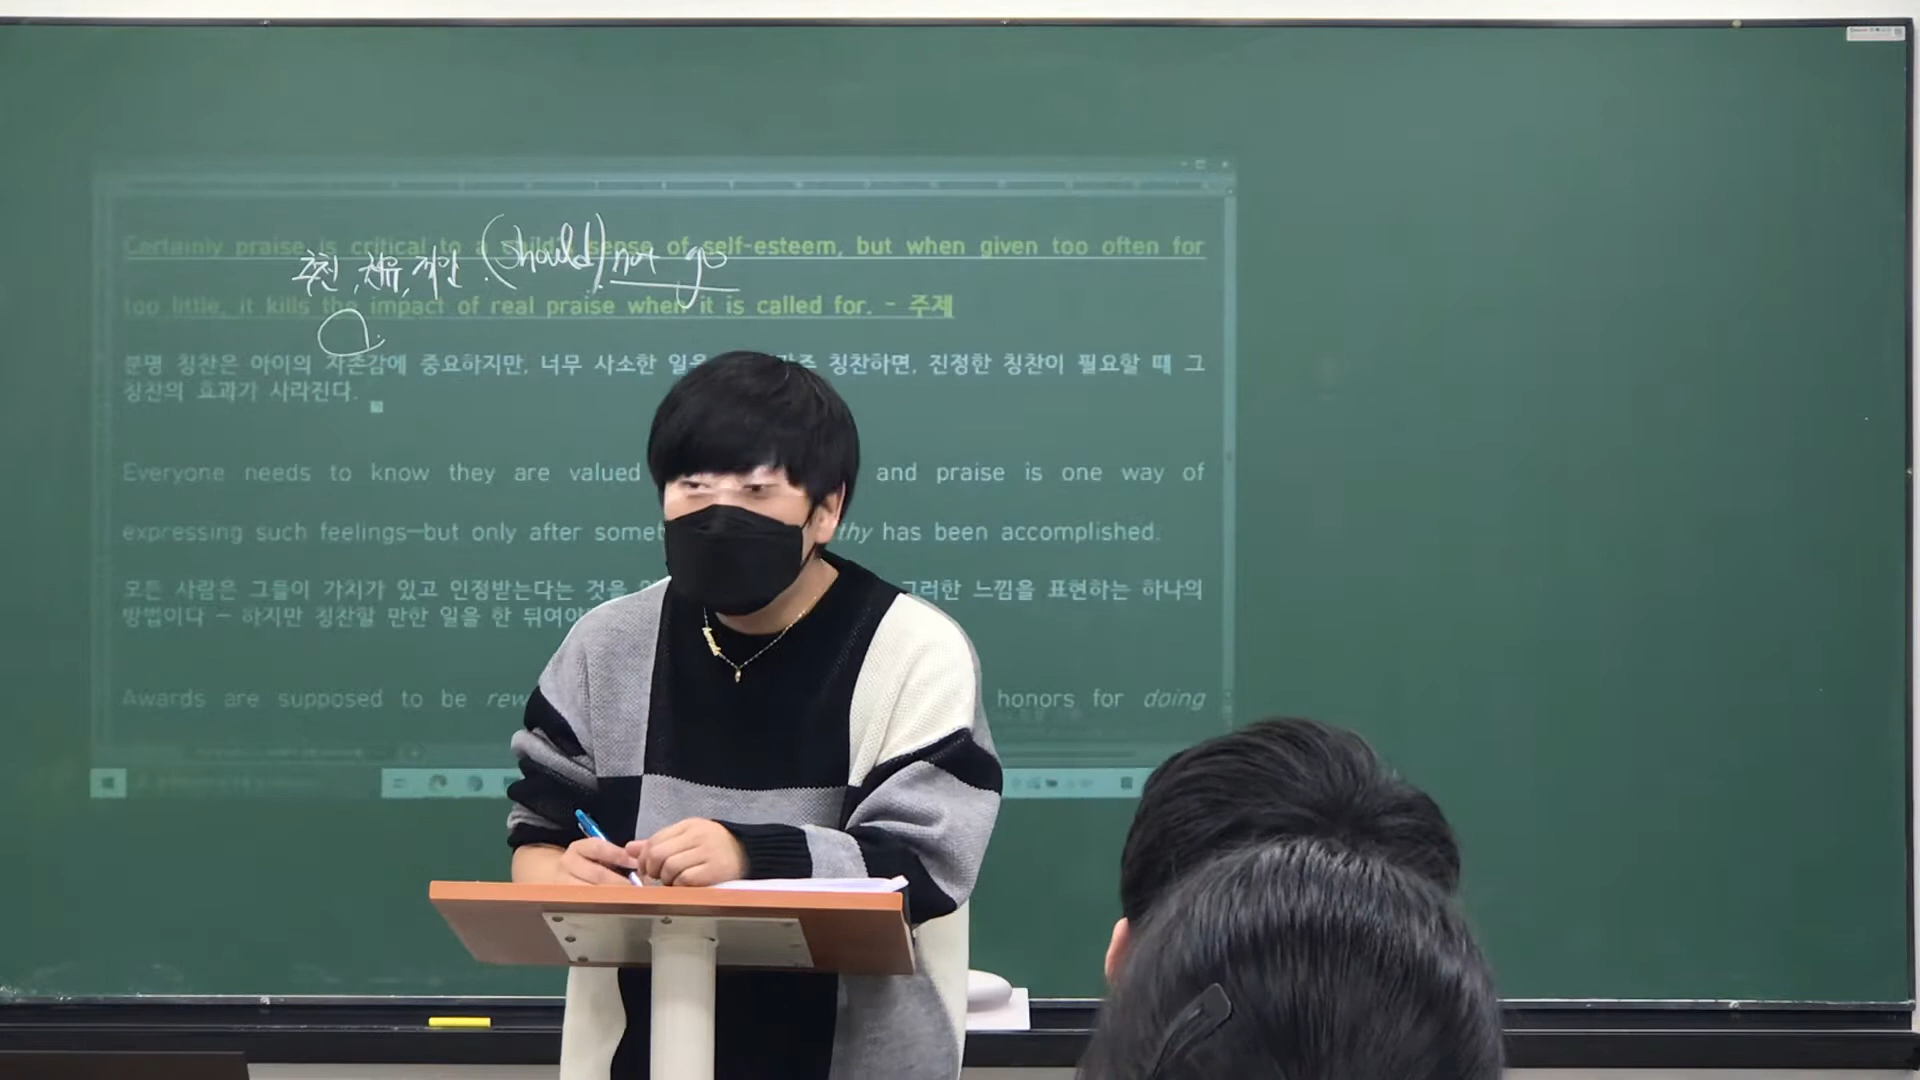 Certainly praise is critical to a child's sense of self-esteem, but when given too often for
추천, 권유, 제안 (should) not go
too little, it kills the impact of real praise when it is called for. - 주제
분명 칭찬은 아이의 자존감에 중요하지만, 너무 사소한 일을 자주 칭찬하면, 진정한 칭찬이 필요할 때 그
칭찬의 효과가 사라진다.
Everyone needs to know they are valued and praise is one way of
expressing such feelings—but only after has been accomplished.
모든 사람은 그들이 가치가 있고 인정받는다는 것을 그러한 느낌을 표현하는 하나의
방법이다 - 하지만 칭찬할 만한 일을 한 뒤여야
Awards are supposed to be honors for doing